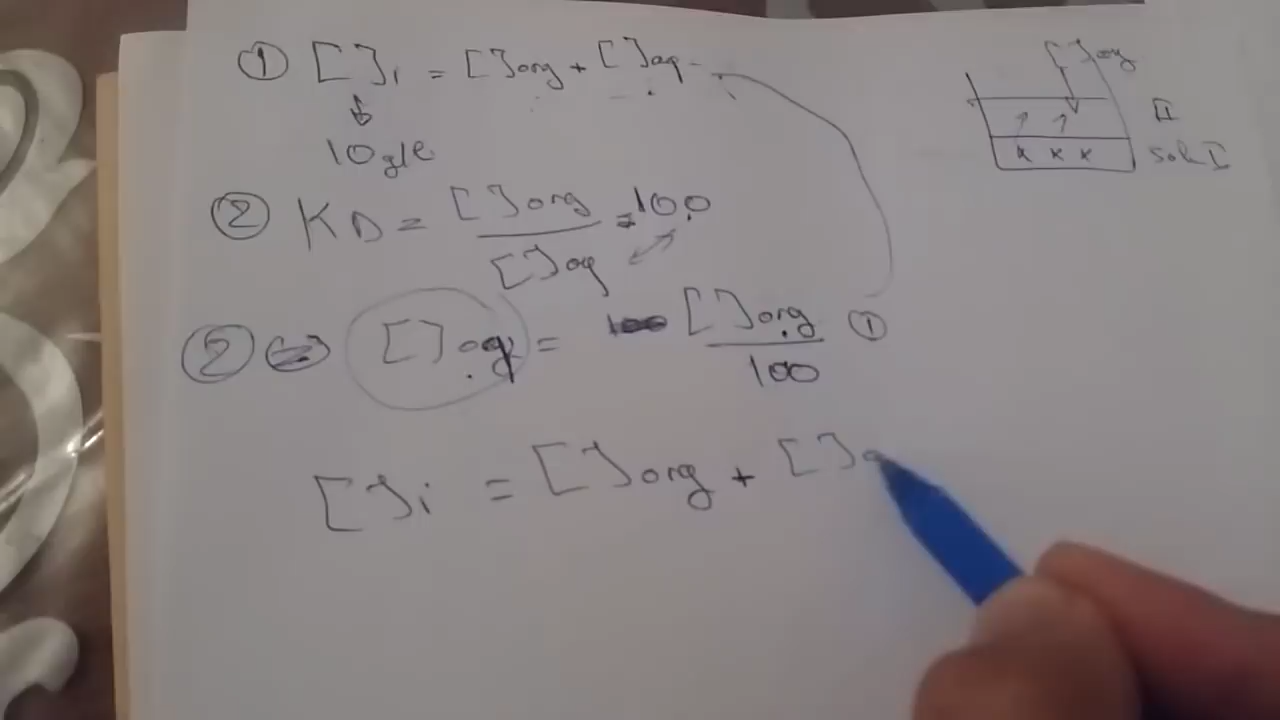 ① [ ]i = [ ]org + [ ]aq
10 g/l
② KD = [ ]org / [ ]aq = 100
② ⇔ [ ]aq = [ ]org / 100 ①
[ ]i = [ ]org + [ ]a
[ ]org
II
Sol I